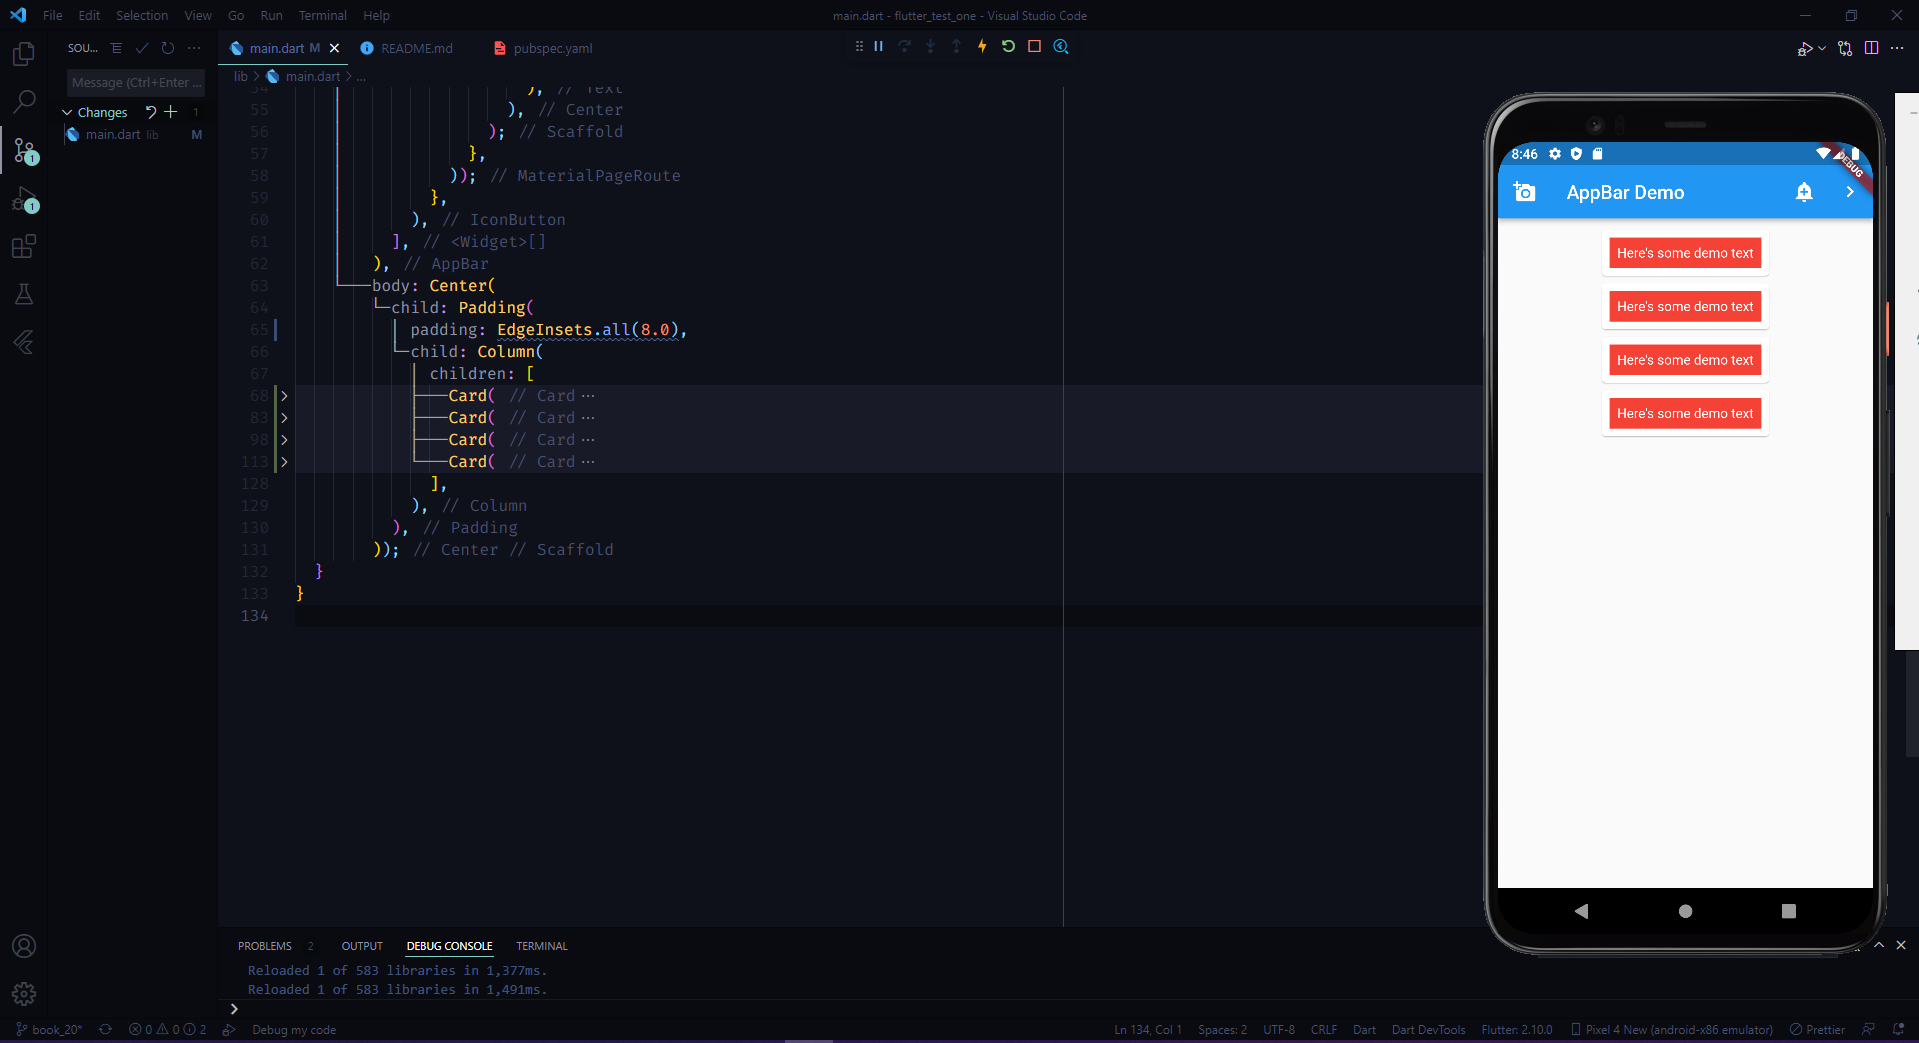 File Edit Selection View Go Run Terminal Help
main.dart - flutter_test_one - Visual Studio Code
SOU...
main.dart M
README.md
pubspec.yaml
lib > main.dart > ...
Message (Ctrl+Enter ...
Changes 1
main.dart lib M
54 ), // Text
55 ), // Center
56 ); // Scaffold
57 },
58 )); // MaterialPageRoute
59 },
60 ), // IconButton
61 ], // <Widget>[]
62 ), // AppBar
63 body: Center(
64 child: Padding(
65 padding: EdgeInsets.all(8.0),
66 child: Column(
67 children: [
68 Card( // Card ...
83 Card( // Card ...
98 Card( // Card ...
113 Card( // Card ...
128 ],
129 ), // Column
130 ), // Padding
131 )); // Center // Scaffold
132 }
133 }
134
1
1
8:46
DEBUG
AppBar Demo
Here's some demo text
Here's some demo text
Here's some demo text
Here's some demo text
PROBLEMS 2 OUTPUT DEBUG CONSOLE TERMINAL
Reloaded 1 of 583 libraries in 1,377ms.
Reloaded 1 of 583 libraries in 1,491ms.
>
book_20* 0 0 2 Debug my code
Ln 134, Col 1 Spaces: 2 UTF-8 CRLF Dart Dart DevTools Flutter: 2.10.0 Pixel 4 New (android-x86 emulator) Prettier